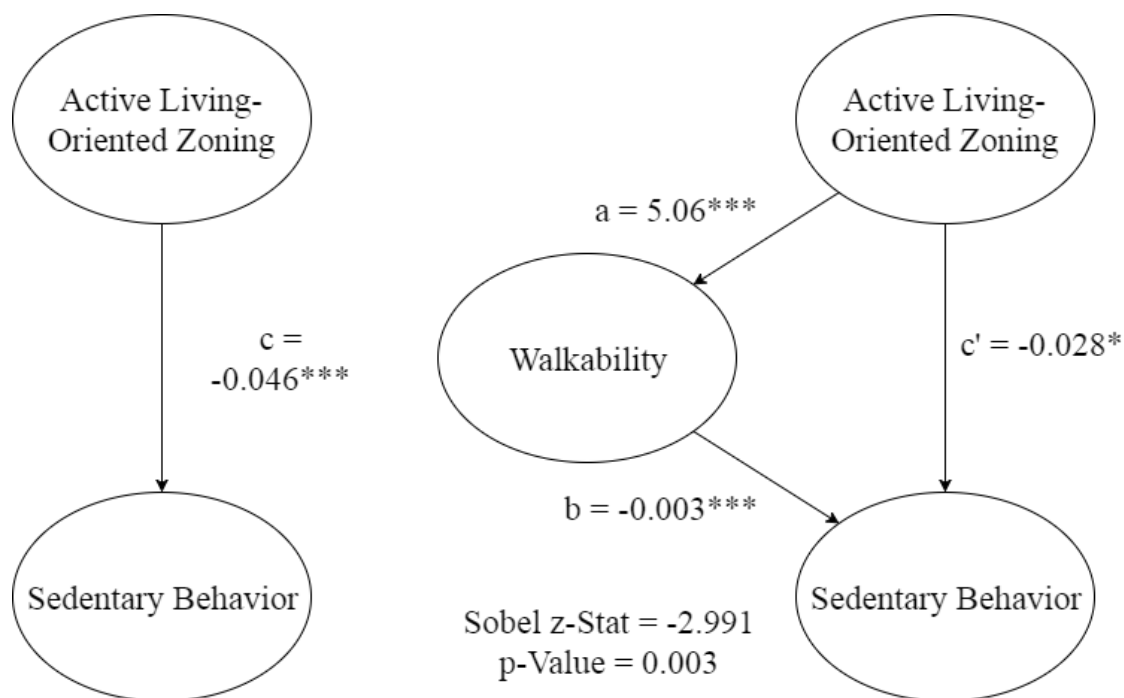 Active Living-
Oriented Zoning
c =
-0.046***
Sedentary Behavior
Active Living-
Oriented Zoning
a = 5.06***
Walkability
c' = -0.028*
b = -0.003***
Sedentary Behavior
Sobel z-Stat = -2.991
p-Value = 0.003